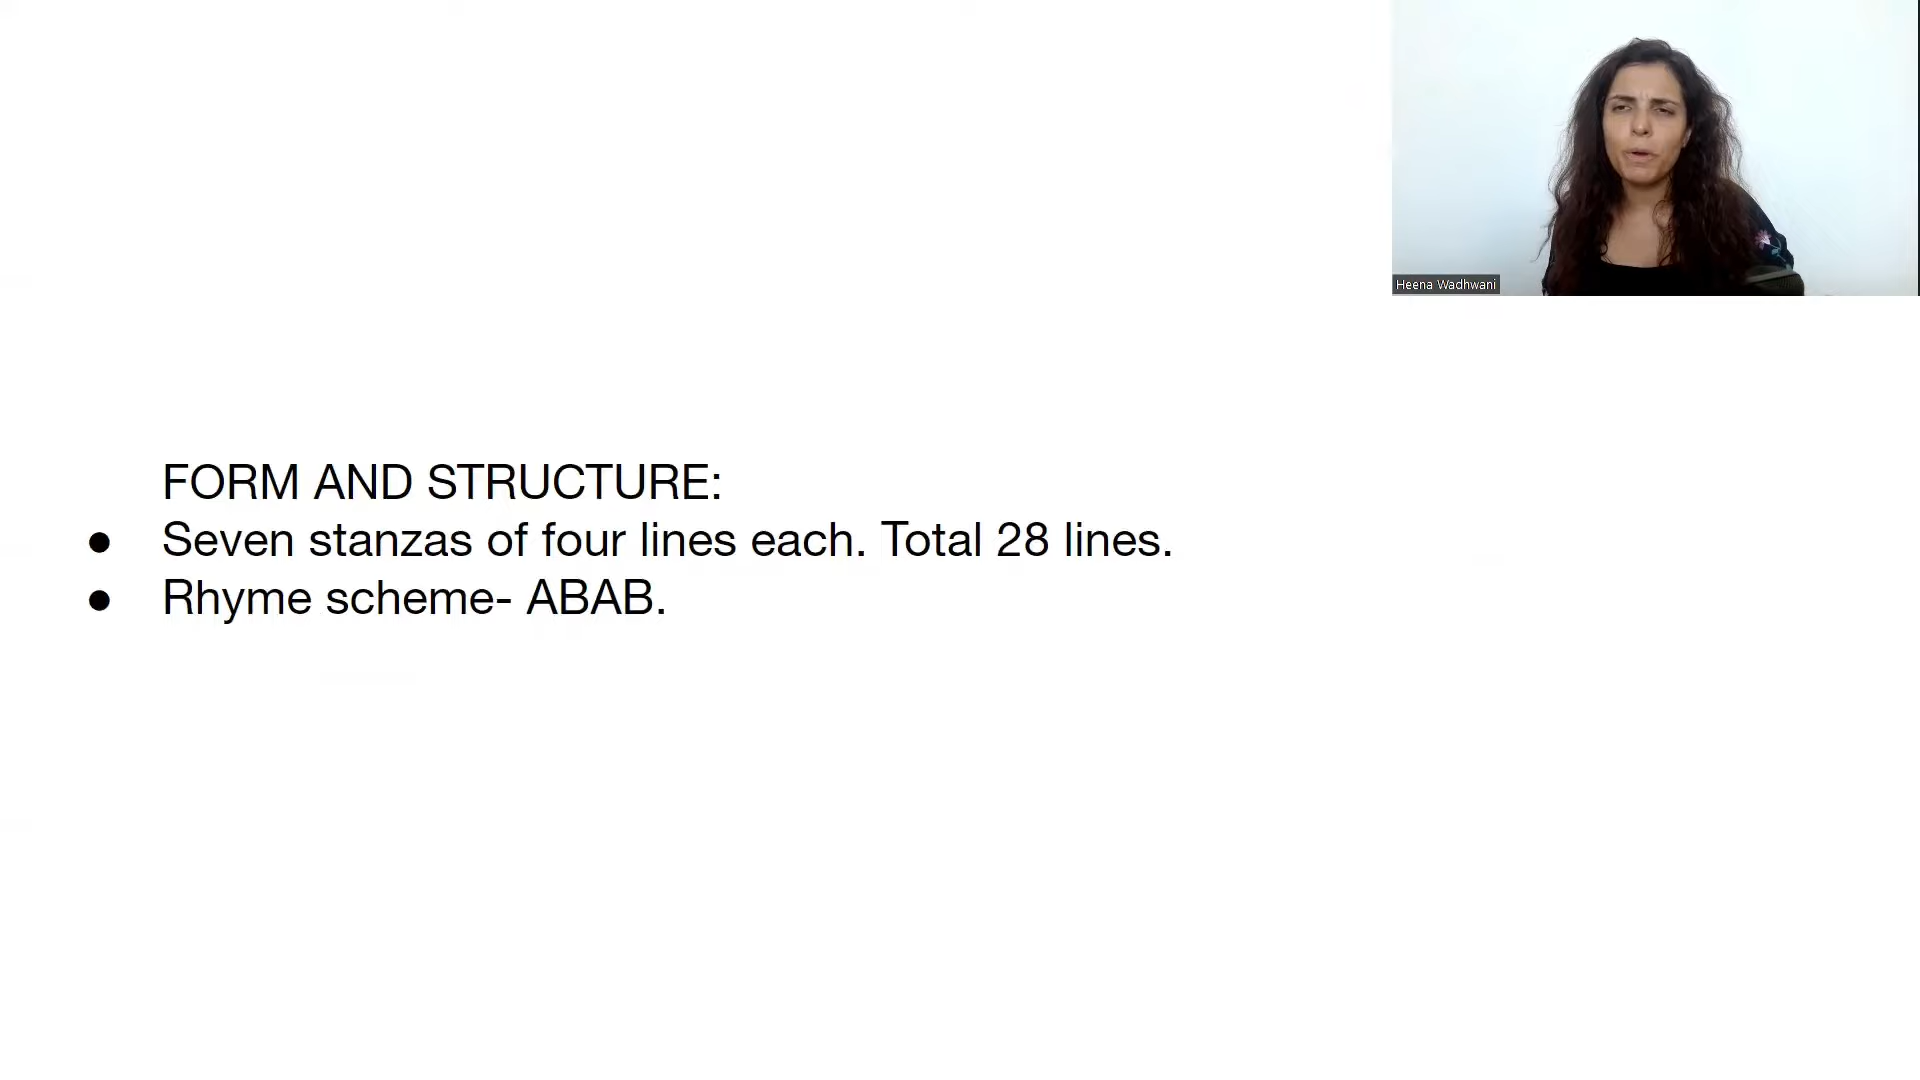 Heena Wadhwani
FORM AND STRUCTURE:
● Seven stanzas of four lines each. Total 28 lines.
● Rhyme scheme- ABAB.